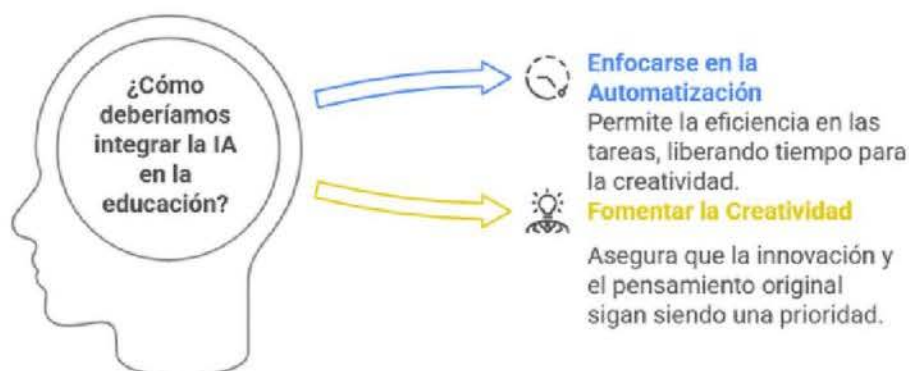 ¿Cómo
deberíamos
integrar la IA
en la
educación?
Enfocarse en la
Automatización
Permite la eficiencia en las
tareas, liberando tiempo para
la creatividad.
Fomentar la Creatividad
Asegura que la innovación y
el pensamiento original
sigan siendo una prioridad.